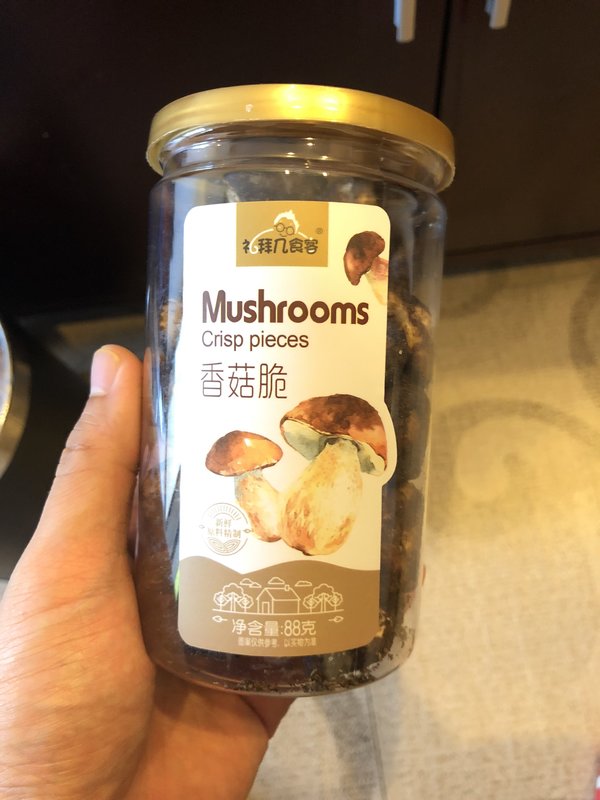 礼拜几食客®
Mushrooms
Crisp pieces
香菇脆
新鲜
原料精制
净含量:88克
图案仅供参考，以实物为准